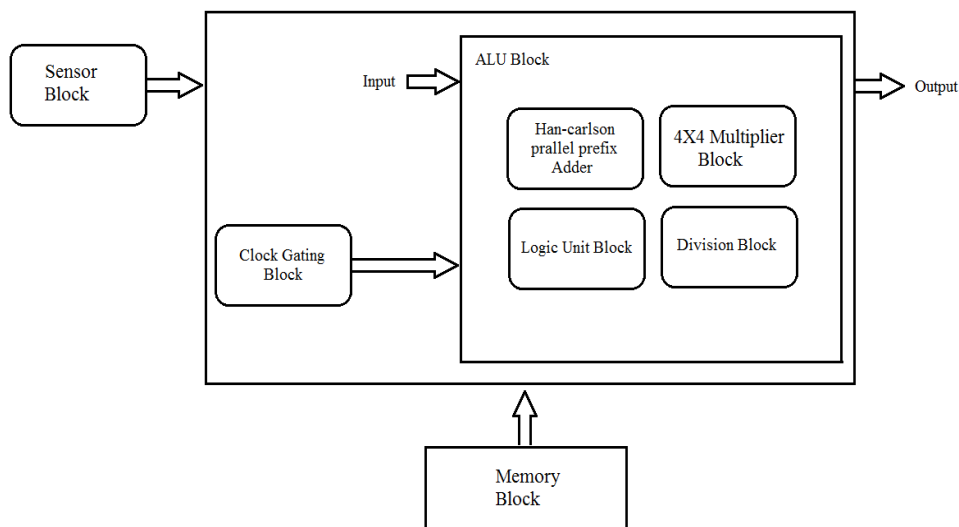 Sensor
Block
Input
ALU Block
Output
Han-carlson
prallel prefix
Adder
4X4 Multiplier
Block
Clock Gating
Block
Logic Unit Block
Division Block
Memory
Block